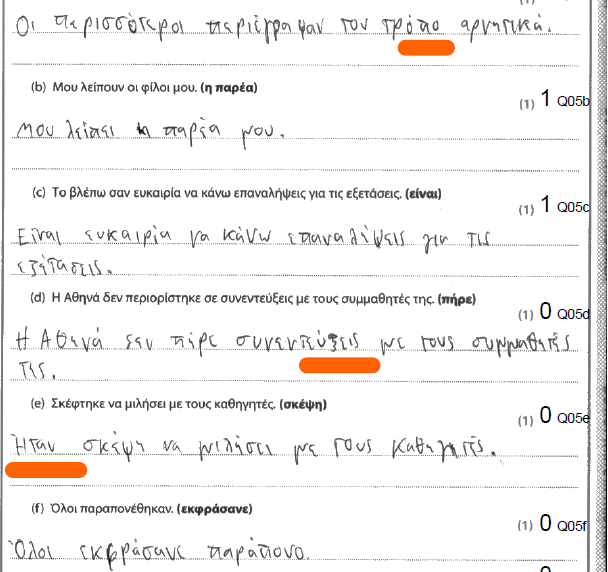 (1)
Οι περισσότεροι περιέγραψαν τον τρόπο αρνητικά.
(b) Μου λείπουν οι φίλοι μου. (η παρέα)
(1) 1 Q05b
Μου λείπει η παρέα μου.
(c) Το βλέπω σαν ευκαιρία να κάνω επαναλήψεις για τις εξετάσεις. (είναι)
(1) 1 Q05c
Είναι ευκαιρία να κάνω επαναλήψεις για τις
εξέτασεις.
(d) Η Αθηνά δεν περιορίστηκε σε συνεντεύξεις με τους συμμαθητές της. (πήρε)
(1) 0 Q05d
Η Αθηνά δεν πήρε συνεντεύξεις με τους συμμαθητές
της.
(e) Σκέφτηκε να μιλήσει με τους καθηγητές. (σκέψη)
(1) 0 Q05e
Ήταν σκέψη να μιλήσει με τους καθηγητές.
(f) Όλοι παραπονέθηκαν. (εκφράσανε)
(1) 0 Q05f
Όλοι εκφράσανε παράπονο.